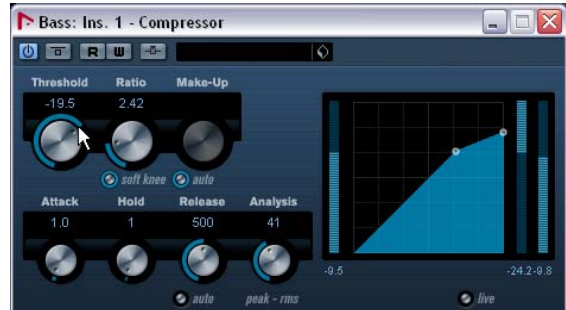 Bass: Ins. 1 - Compressor
R W
Threshold Ratio Make-Up
-19.5 2.42
soft knee auto
Attack Hold Release Analysis
1.0 1 500 41
-9.5 -24.2 -9.8
auto peak - rms live